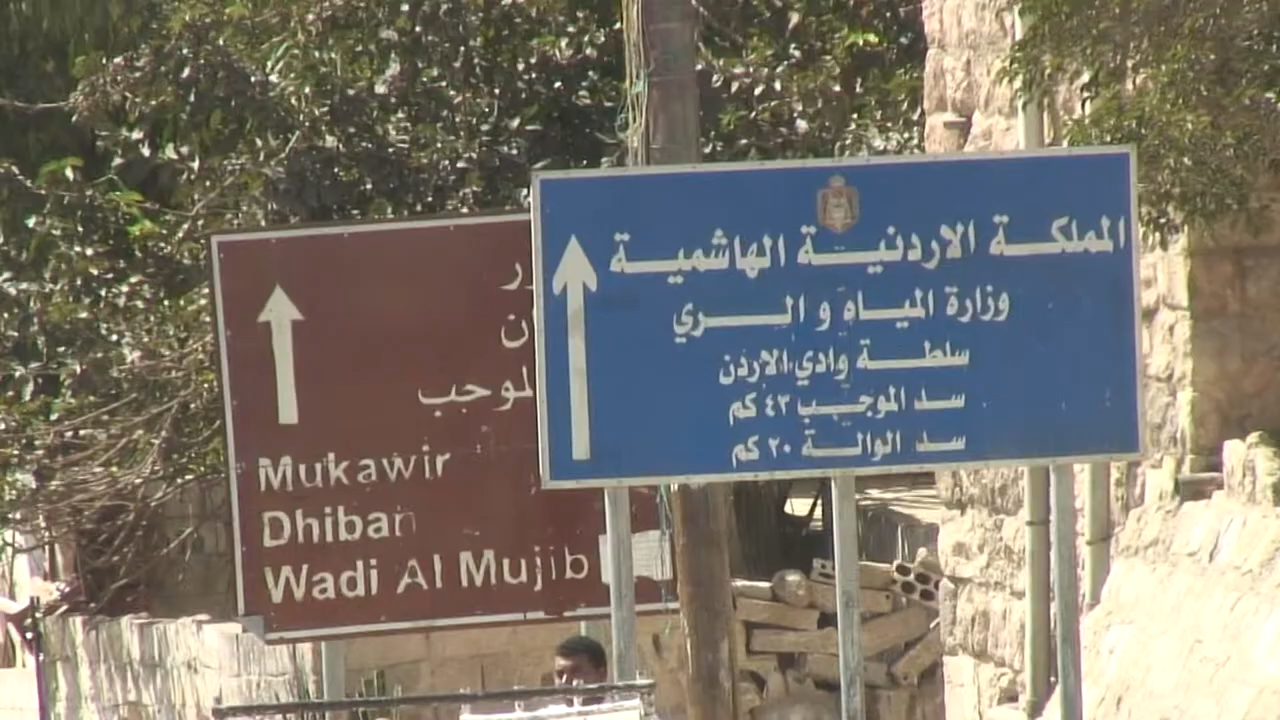 المملكة الاردنية الهاشمية
وزارة المياه و الري
سلطة وادي الاردن
سد الموجب ٤٣ كم
سد الوالة ٢٠ كم
Mukawir
Dhiban
Wadi Al Mujib